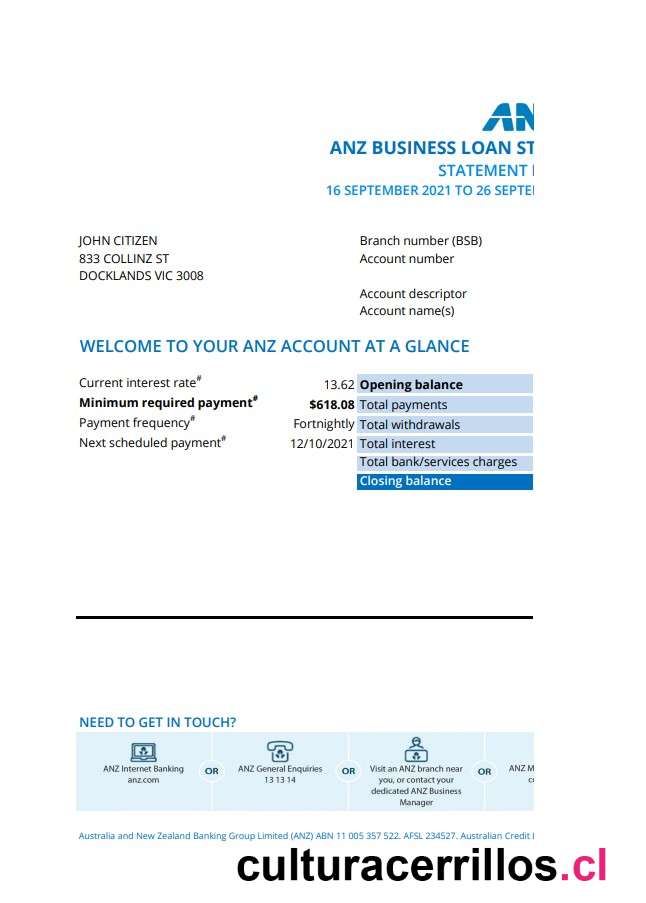 ANZ BUSINESS LOAN ST
STATEMENT
16 SEPTEMBER 2021 TO 26 SEPTE
JOHN CITIZEN
833 COLLINZ ST
DOCKLANDS VIC 3008
Branch number (BSB)
Account number
Account descriptor
Account name(s)
WELCOME TO YOUR ANZ ACCOUNT AT A GLANCE
Current interest rate# 13.62
Minimum required payment# $618.08
Payment frequency# Fortnightly
Next scheduled payment# 12/10/2021
Opening balance
Total payments
Total withdrawals
Total interest
Total bank/services charges
Closing balance
NEED TO GET IN TOUCH?
ANZ Internet Banking
anz.com
OR
ANZ General Enquiries
13 13 14
OR
Visit an ANZ branch near
you, or contact your
dedicated ANZ Business
Manager
OR
ANZ M
co
Australia and New Zealand Banking Group Limited (ANZ) ABN 11 005 357 522. AFSL 234527. Australian Credit
culturacerrillos.cl